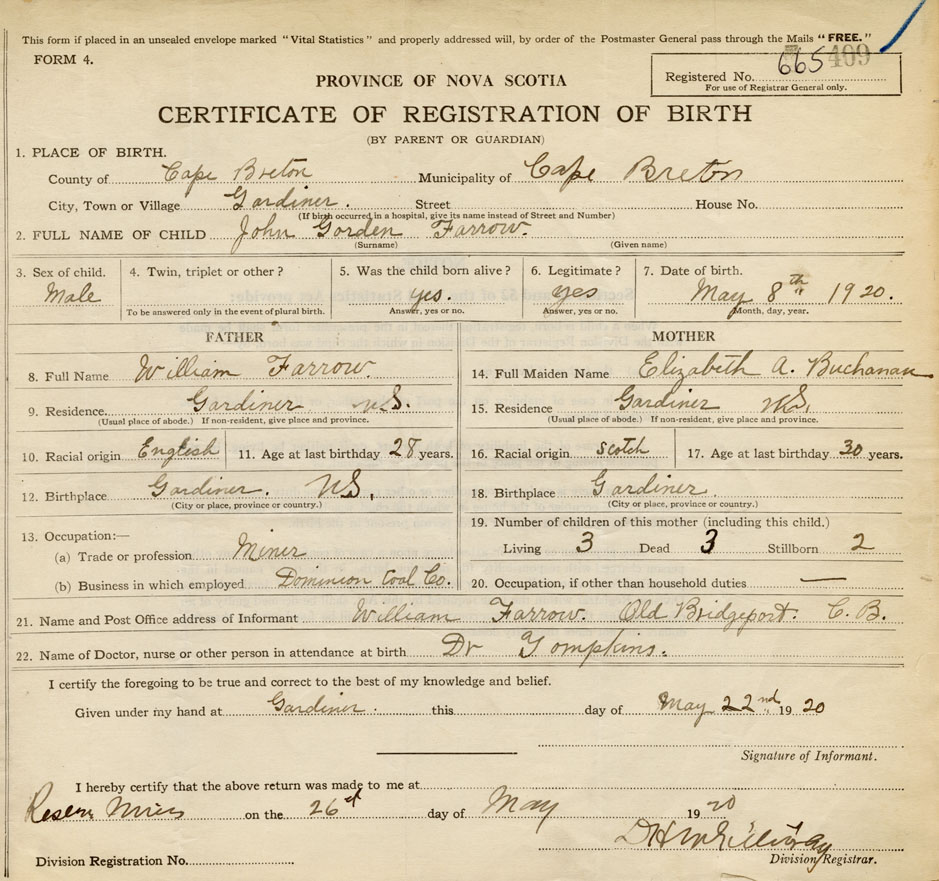 This form if placed in an unsealed envelope marked "Vital Statistics" and properly addressed will, by order of the Postmaster General pass through the Mails "FREE."
FORM 4.
Registered No. 665 409
For use of Registrar General only.
PROVINCE OF NOVA SCOTIA
CERTIFICATE OF REGISTRATION OF BIRTH
(BY PARENT OR GUARDIAN)
1. PLACE OF BIRTH.
County of Cape Breton Municipality of Cape Breton
City, Town or Village Gardiner. Street House No.
(If birth occurred in a hospital, give its name instead of Street and Number)
2. FULL NAME OF CHILD John Gorden Farrow.
(Surname) (Given name)
3. Sex of child. 4. Twin, triplet or other? 5. Was the child born alive? 6. Legitimate? 7. Date of birth.
Male yes. yes May 8th 1920.
To be answered only in the event of plural birth. Answer, yes or no. Answer, yes or no. Month, day, year.
FATHER MOTHER
8. Full Name William Farrow. 14. Full Maiden Name Elizabeth A. Buchanan
9. Residence Gardiner N.S. 15. Residence Gardiner N.S.
(Usual place of abode.) If non-resident, give place and province. (Usual place of abode.) If non-resident, give place and province.
10. Racial origin English 11. Age at last birthday 28 years. 16. Racial origin scotch 17. Age at last birthday 30 years.
12. Birthplace Gardiner. N.S. 18. Birthplace Gardiner
(City or place, province or country.) (City or place, province or country.)
19. Number of children of this mother (including this child.)
13. Occupation:—
(a) Trade or profession Miner Living 3 Dead 3 Stillborn 2
(b) Business in which employed Dominion Coal Co. 20. Occupation, if other than household duties —
21. Name and Post Office address of Informant William Farrow. Old Bridgeport. C. B.
22. Name of Doctor, nurse or other person in attendance at birth Dr Tompkins.
I certify the foregoing to be true and correct to the best of my knowledge and belief.
Given under my hand at Gardiner. this day of May 22nd 1920
Signature of Informant.
I hereby certify that the above return was made to me at
Reserve Mines on the 26st day of May 1920
Division Registration No. Division Registrar.